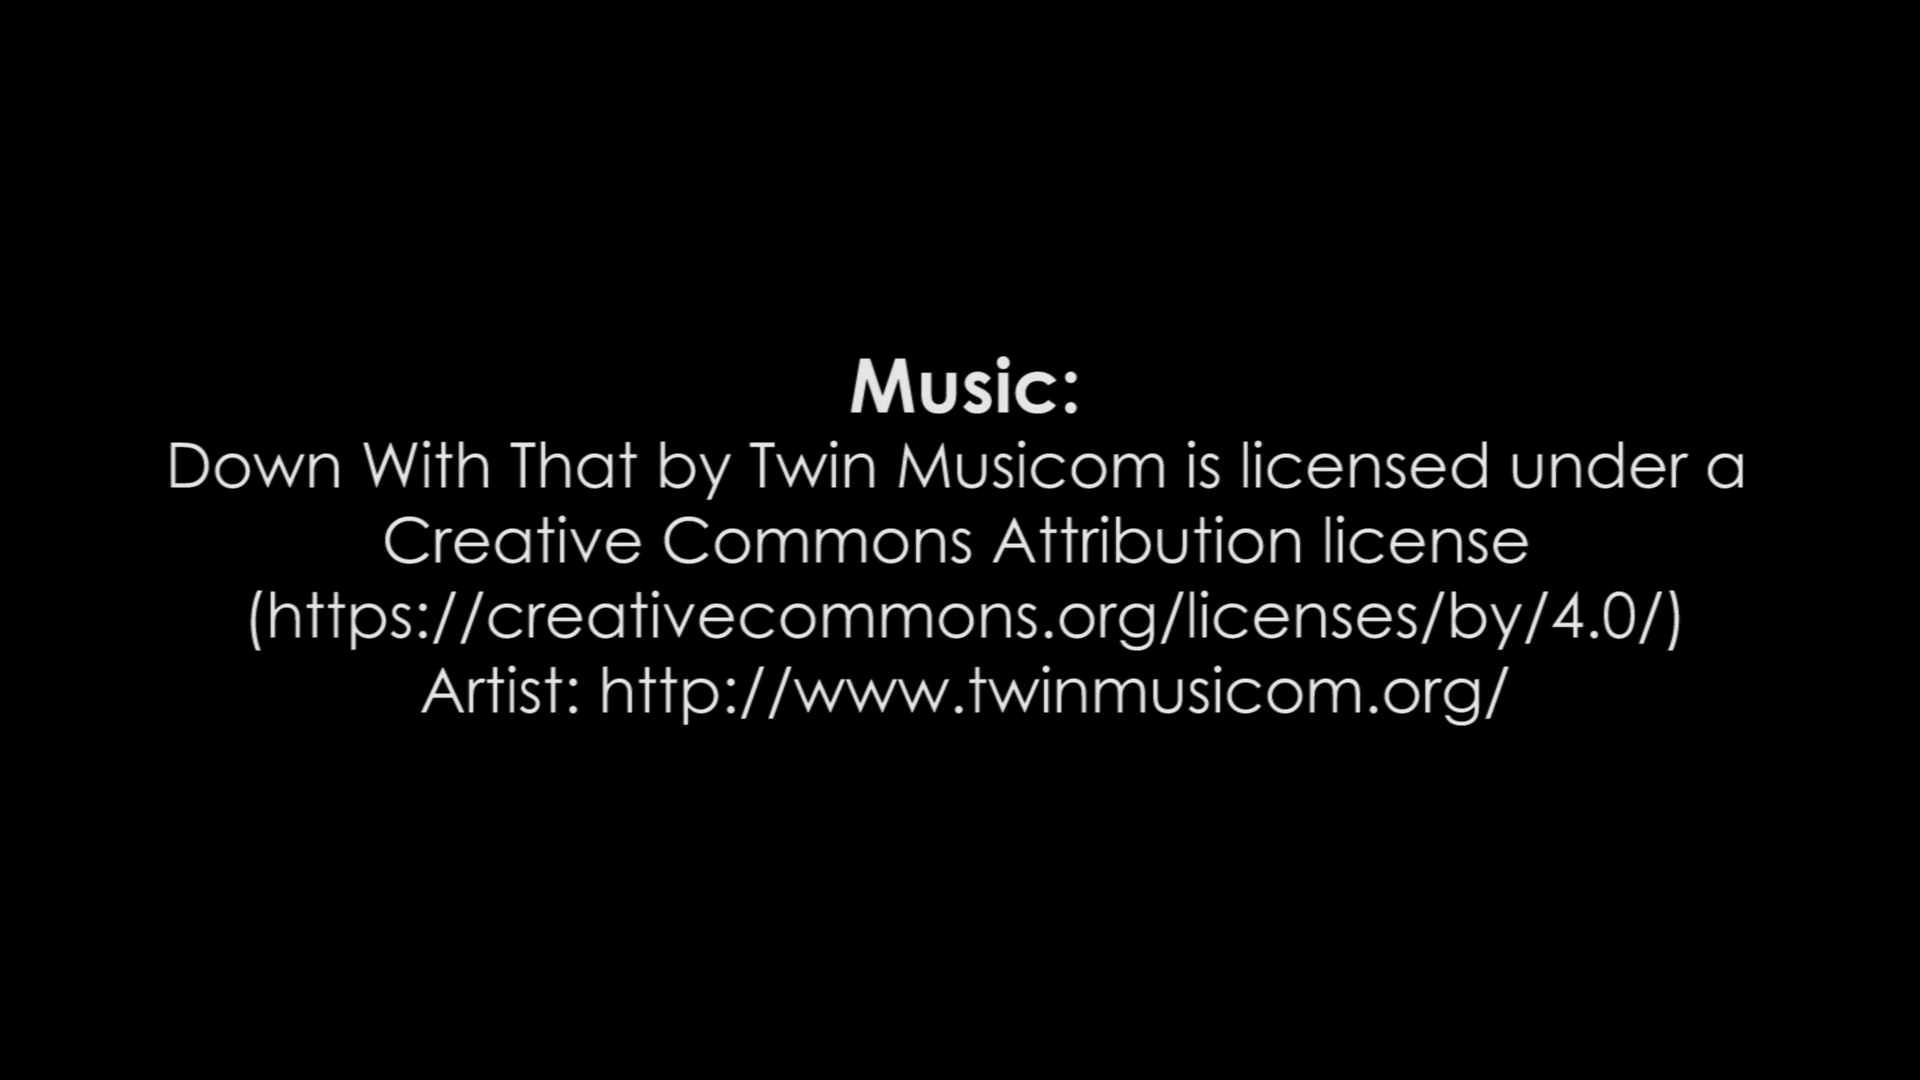 Music:
Down With That by Twin Musicom is licensed under a
Creative Commons Attribution license
(https://creativecommons.org/licenses/by/4.0/)
Artist: http://www.twinmusicom.org/